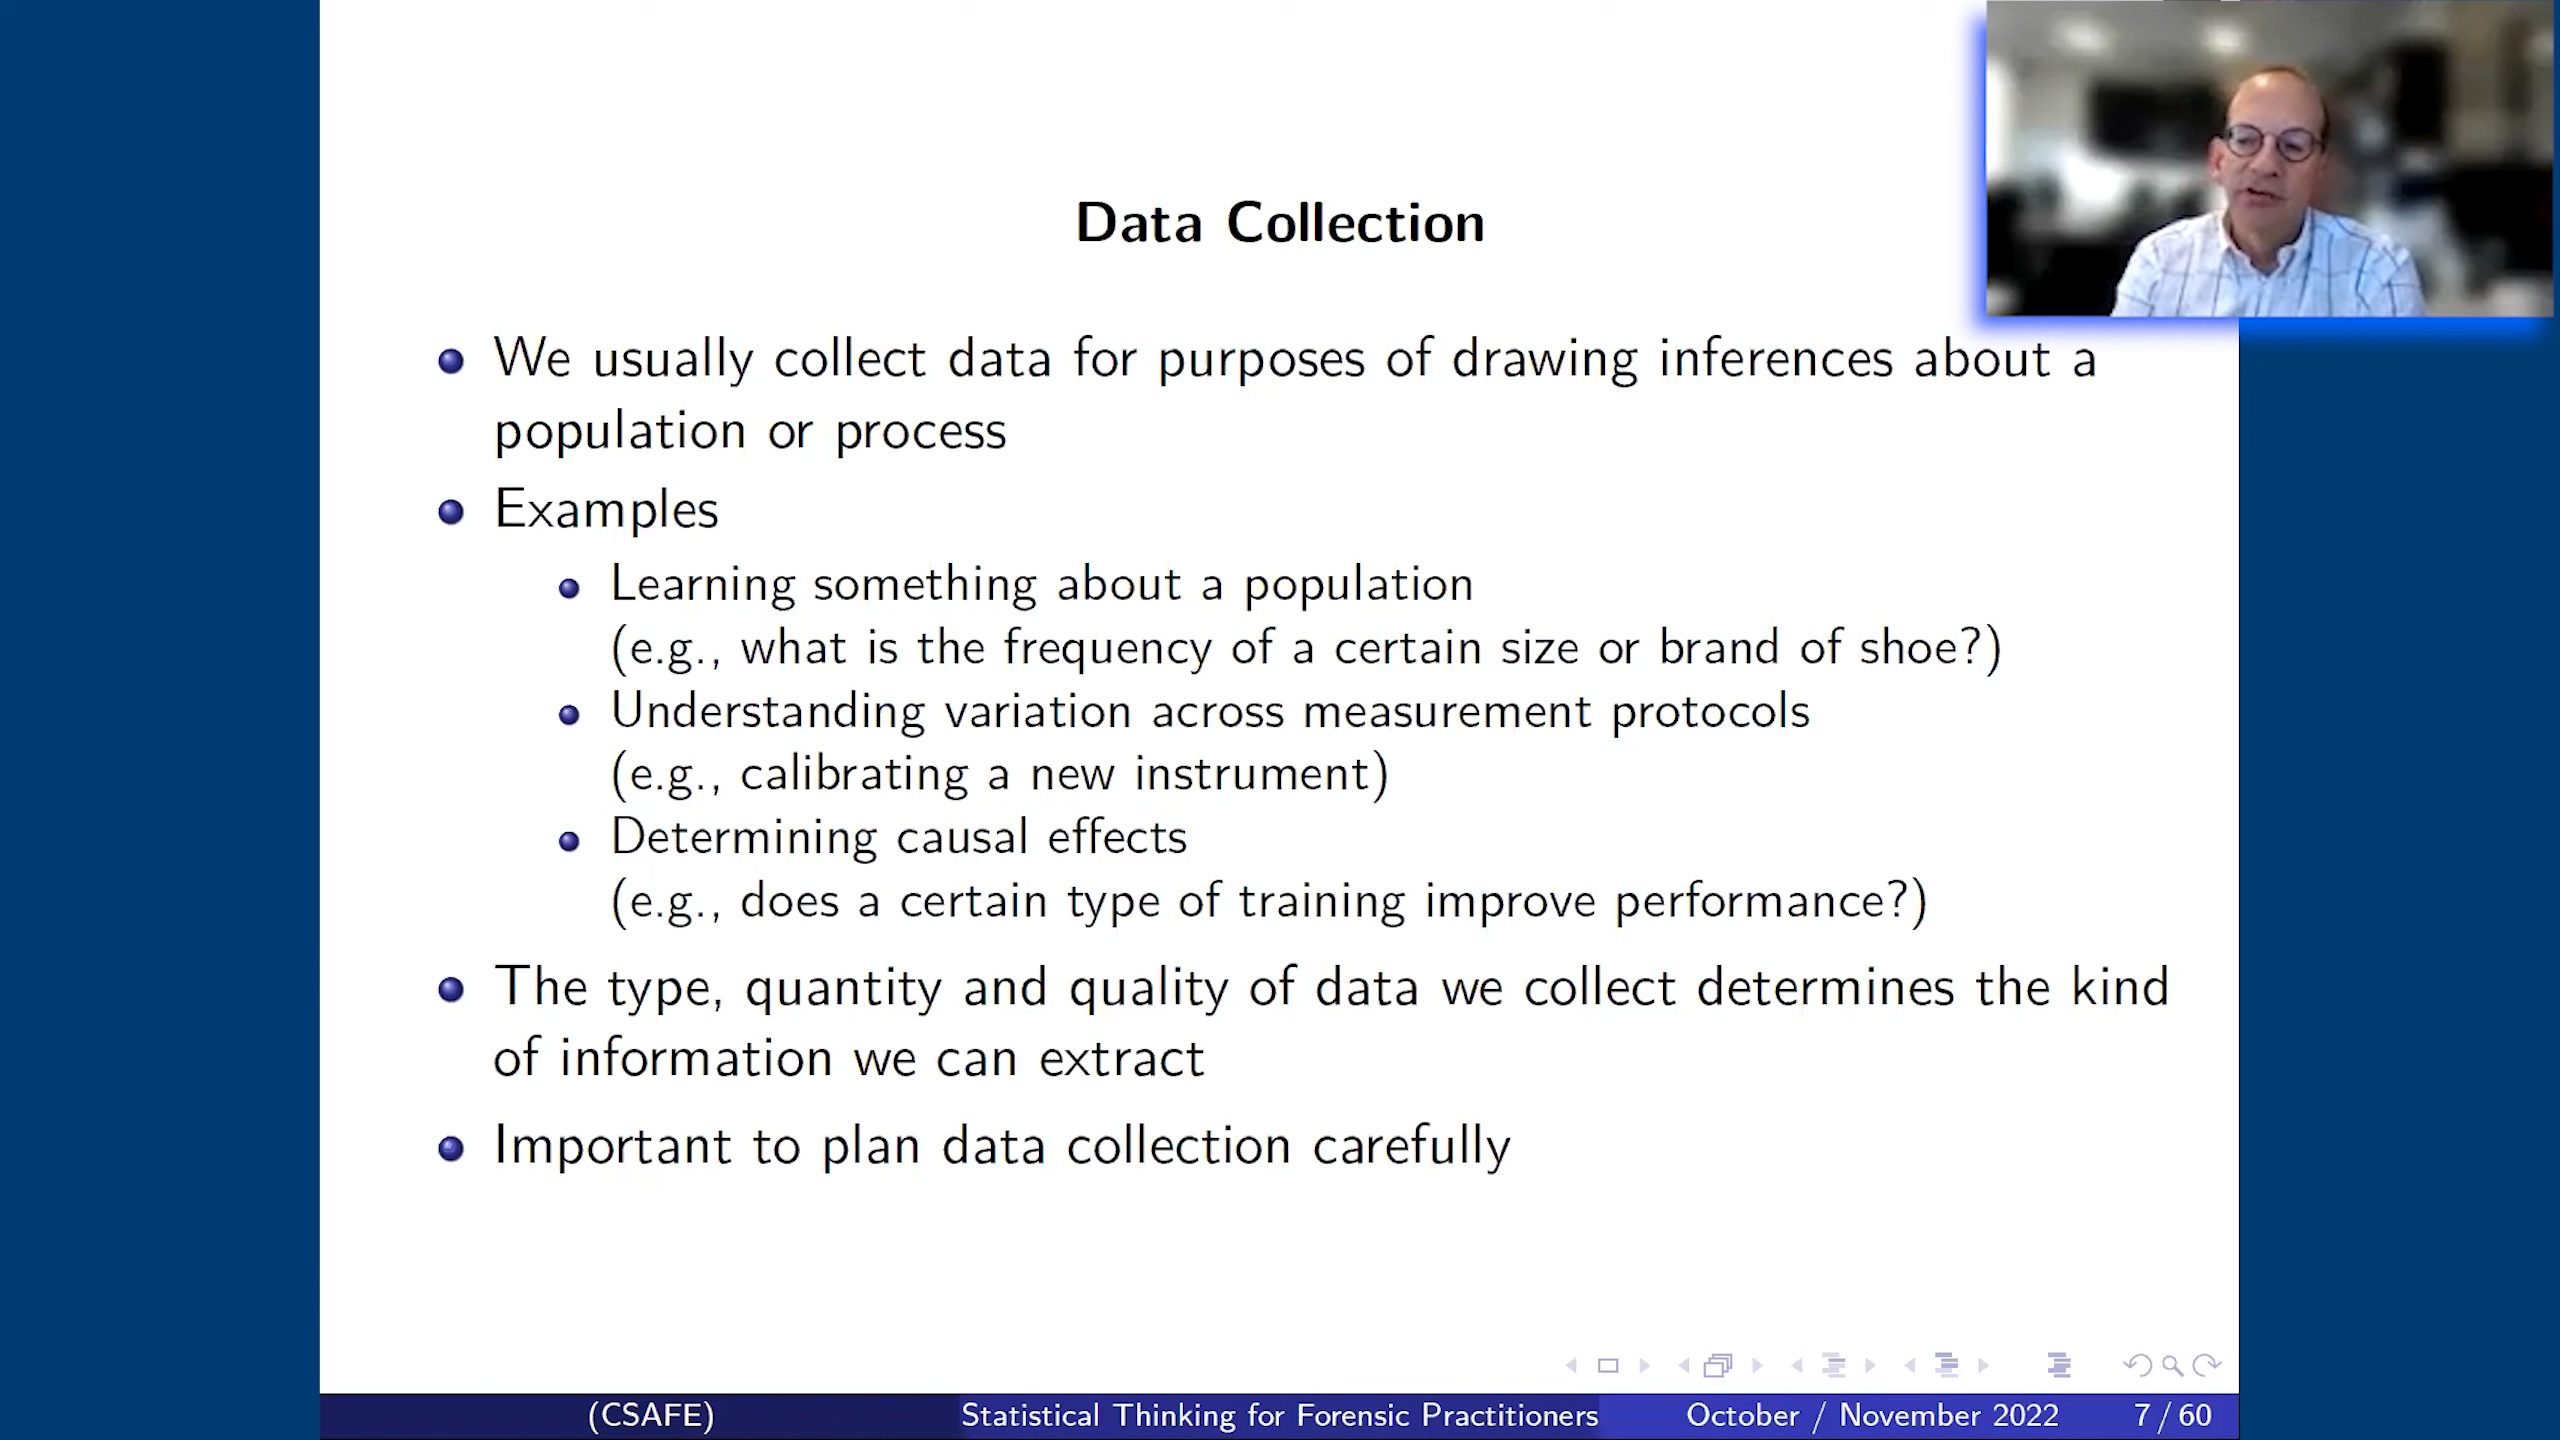 Data Collection
We usually collect data for purposes of drawing inferences about a
population or process
Examples
Learning something about a population
(e.g., what is the frequency of a certain size or brand of shoe?)
Understanding variation across measurement protocols
(e.g., calibrating a new instrument)
Determining causal effects
(e.g., does a certain type of training improve performance?)
The type, quantity and quality of data we collect determines the kind
of information we can extract
Important to plan data collection carefully
(CSAFE) Statistical Thinking for Forensic Practitioners October / November 2022 7 / 60